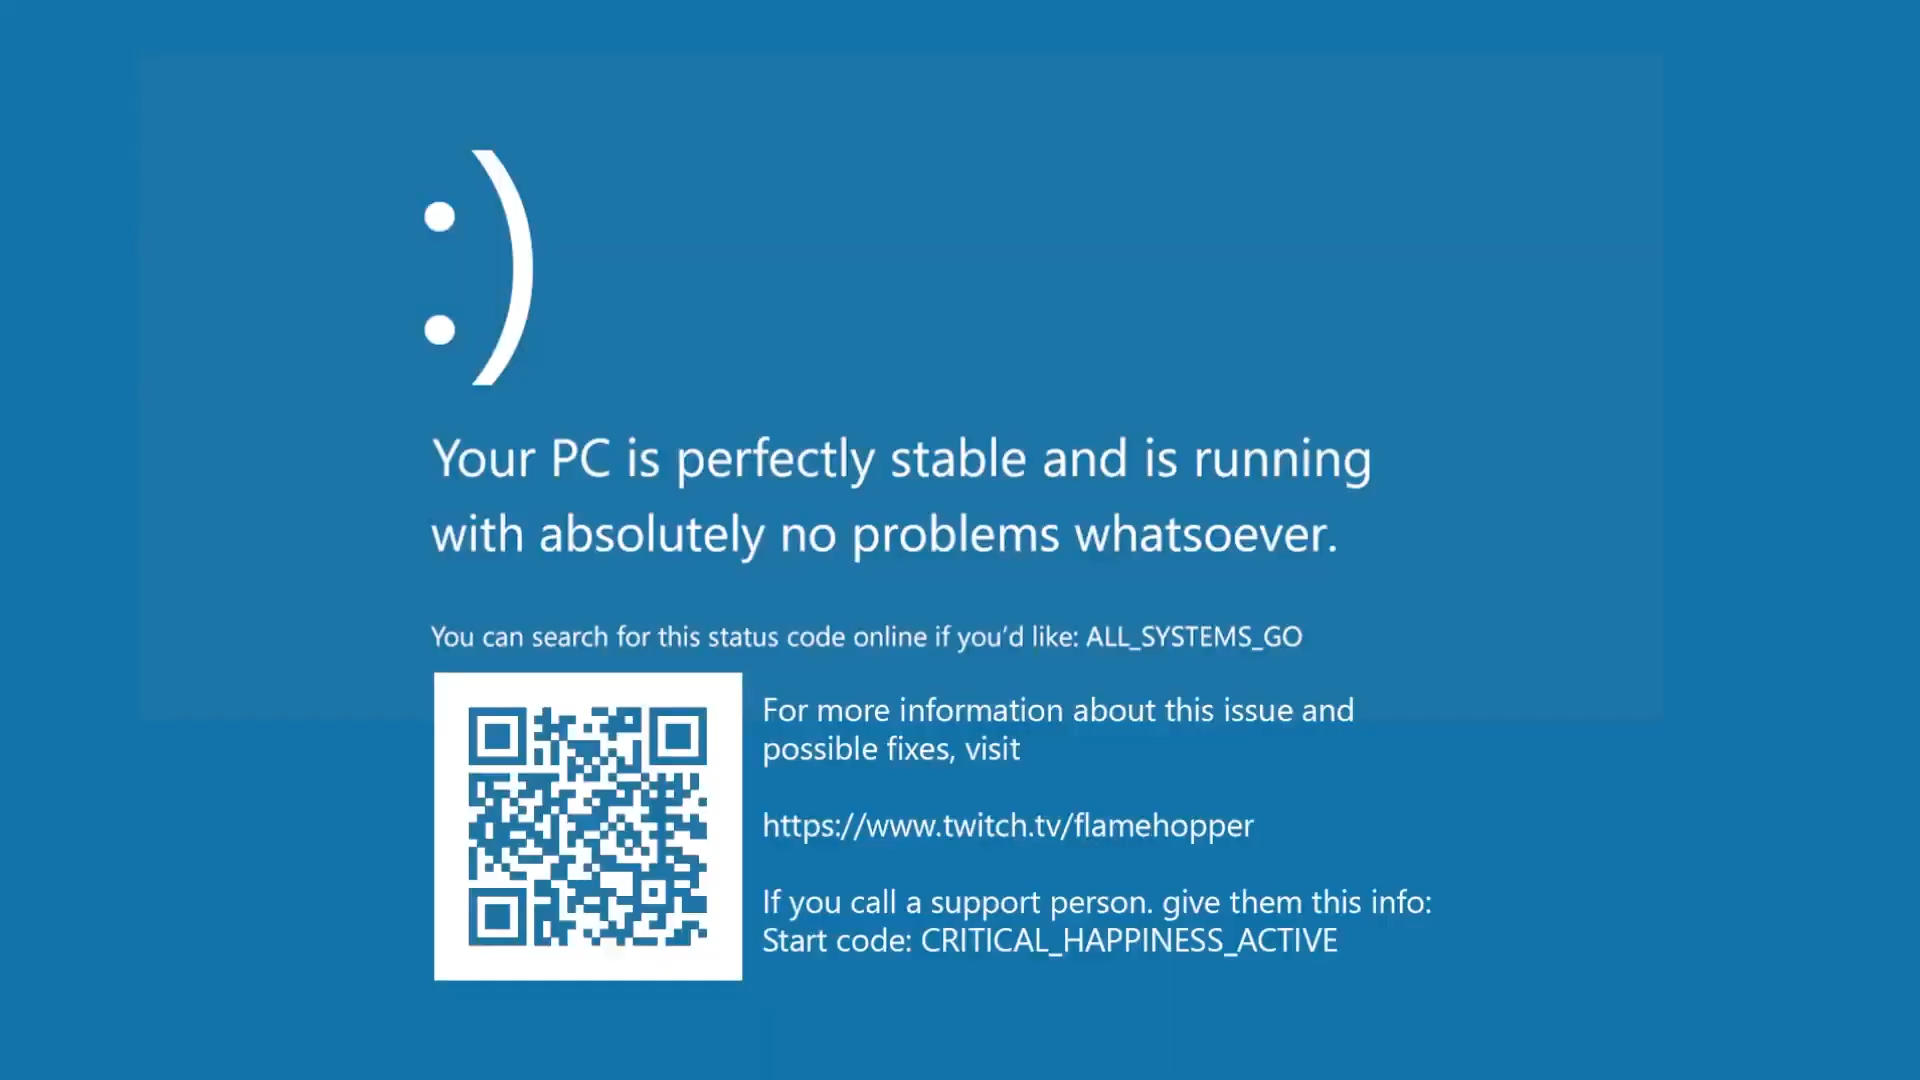 :)
Your PC is perfectly stable and is running
with absolutely no problems whatsoever.
You can search for this status code online if you'd like: ALL_SYSTEMS_GO
For more information about this issue and
possible fixes, visit
https://www.twitch.tv/flamehopper
If you call a support person. give them this info:
Start code: CRITICAL_HAPPINESS_ACTIVE